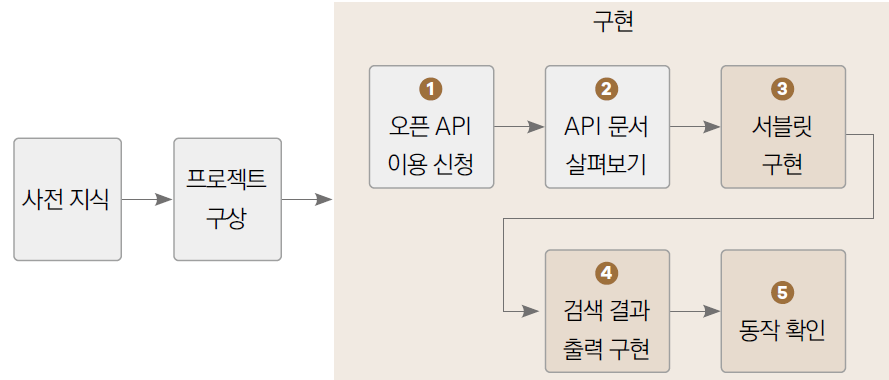 구현
사전 지식
프로젝트
구상
1
오픈 API
이용 신청
2
API 문서
살펴보기
3
서블릿
구현
4
검색 결과
출력 구현
5
동작 확인